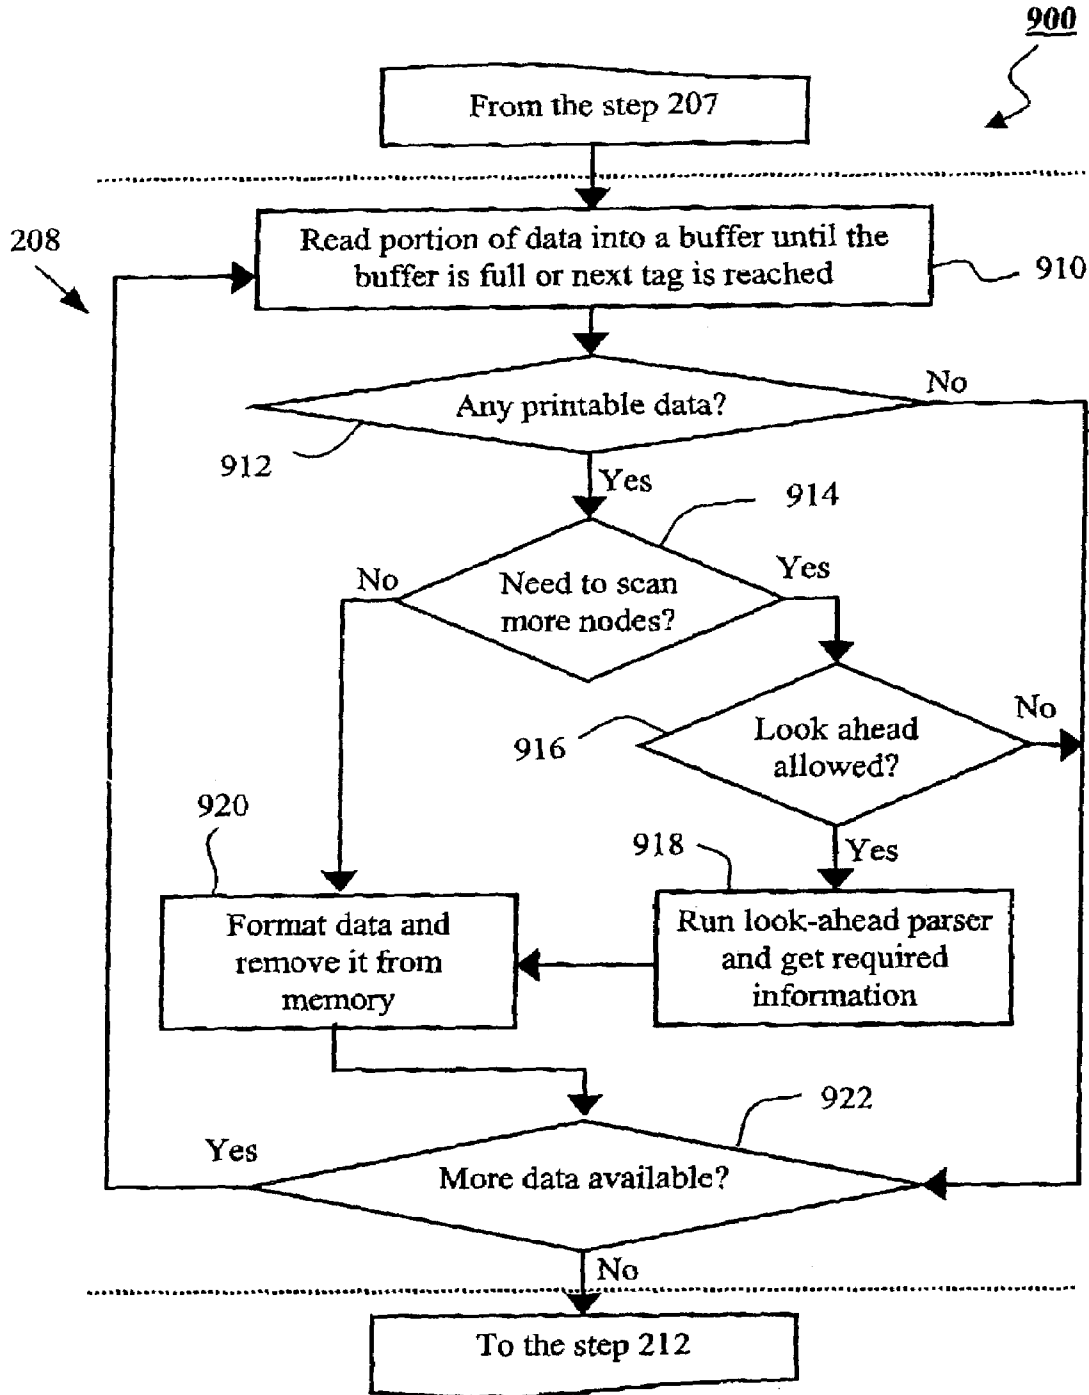 900
From the step 207
208
Read portion of data into a buffer until the
buffer is full or next tag is reached
910
Any printable data?
No
912
Yes
914
No
Need to scan
more nodes?
Yes
916
Look ahead
allowed?
No
920
918
Yes
Format data and
remove it from
memory
Run look-ahead parser
and get required
information
922
Yes
More data available?
No
To the step 212